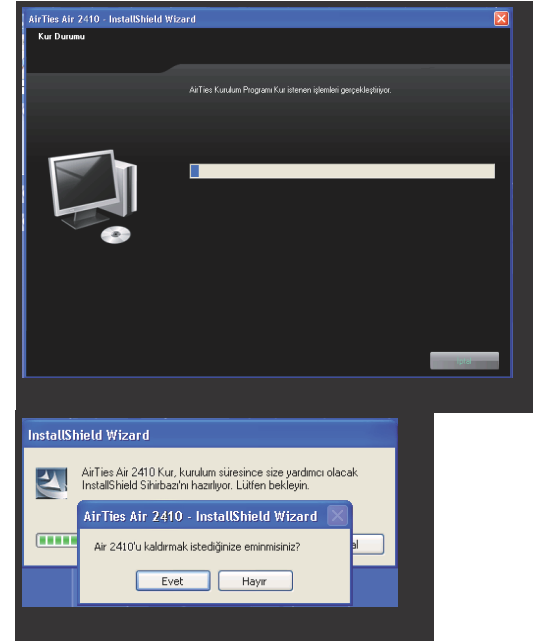 AirTies Air 2410 - InstallShield Wizard
Kur Durumu
AirTies Kurulum Programı Kur istenen işlemleri gerçekleştiriyor.
İptal
InstallShield Wizard
AirTies Air 2410 Kur, kurulum süresince size yardımcı olacak
InstallShield Sihirbazı'nı hazırlıyor. Lütfen bekleyin.
AirTies Air 2410 - InstallShield Wizard
Air 2410'u kaldırmak istediğinize eminmisiniz?
Evet
Hayır